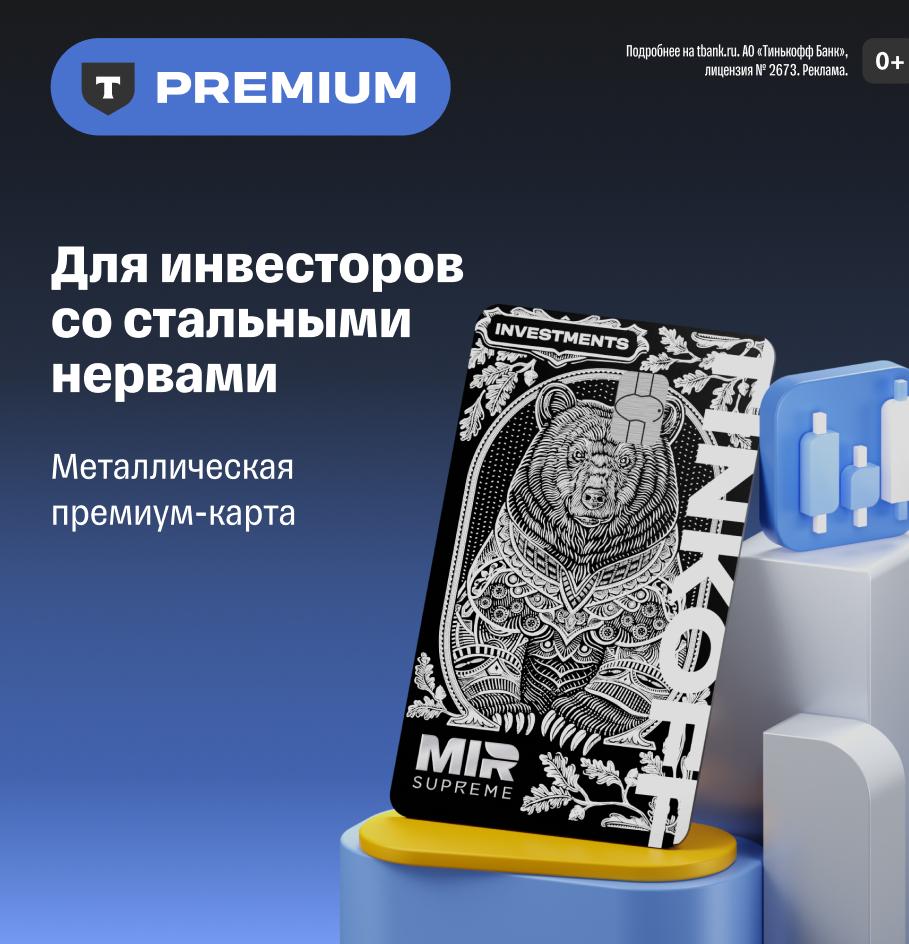 T PREMIUM
Подробнее на tbank.ru. АО «Тинькофф Банк»,
лицензия № 2673. Реклама.
0+
Для инвесторов
со стальными
нервами
Металлическая
премиум-карта
INVESTMENTS
TINKOFF
MIR
SUPREME